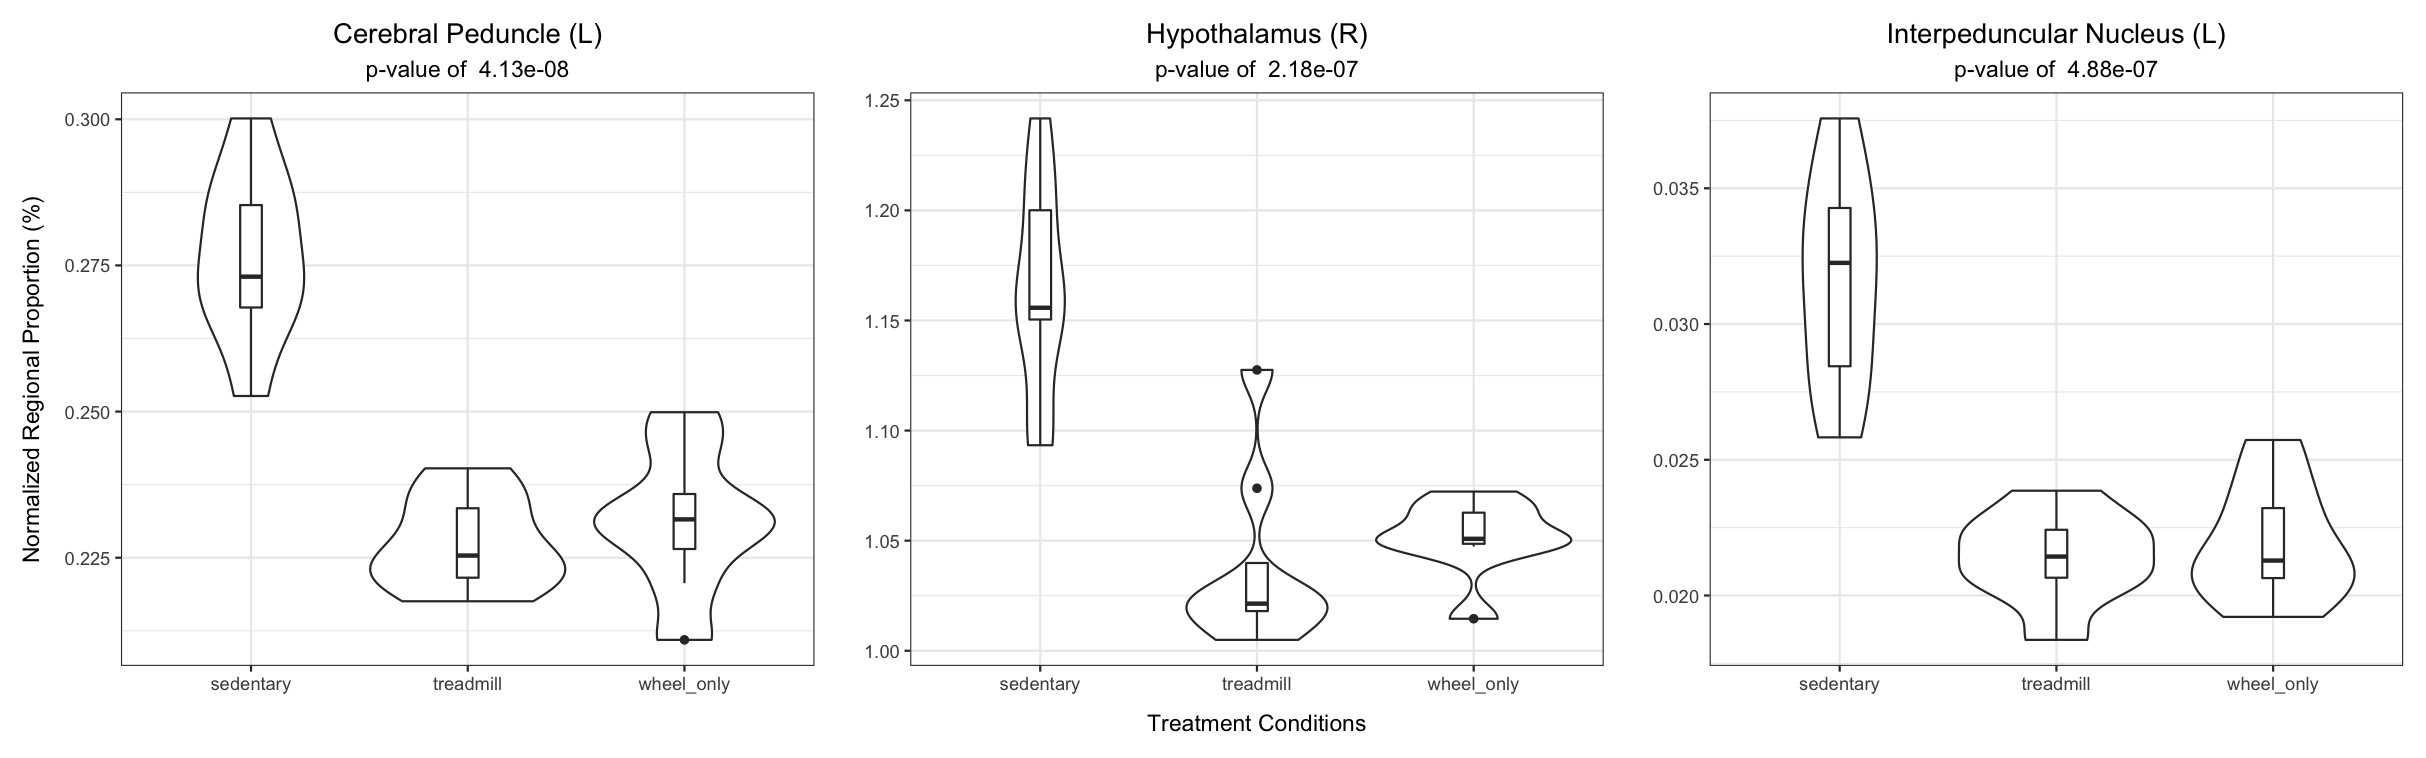 Cerebral Peduncle (L)
p-value of  4.13e-08
Normalized Regional Proportion (%)
0.300
0.275
0.250
0.225
sedentary treadmill wheel_only
Hypothalamus (R)
p-value of  2.18e-07
1.25
1.20
1.15
1.10
1.05
1.00
sedentary treadmill wheel_only
Treatment Conditions
Interpeduncular Nucleus (L)
p-value of  4.88e-07
0.035
0.030
0.025
0.020
sedentary treadmill wheel_only